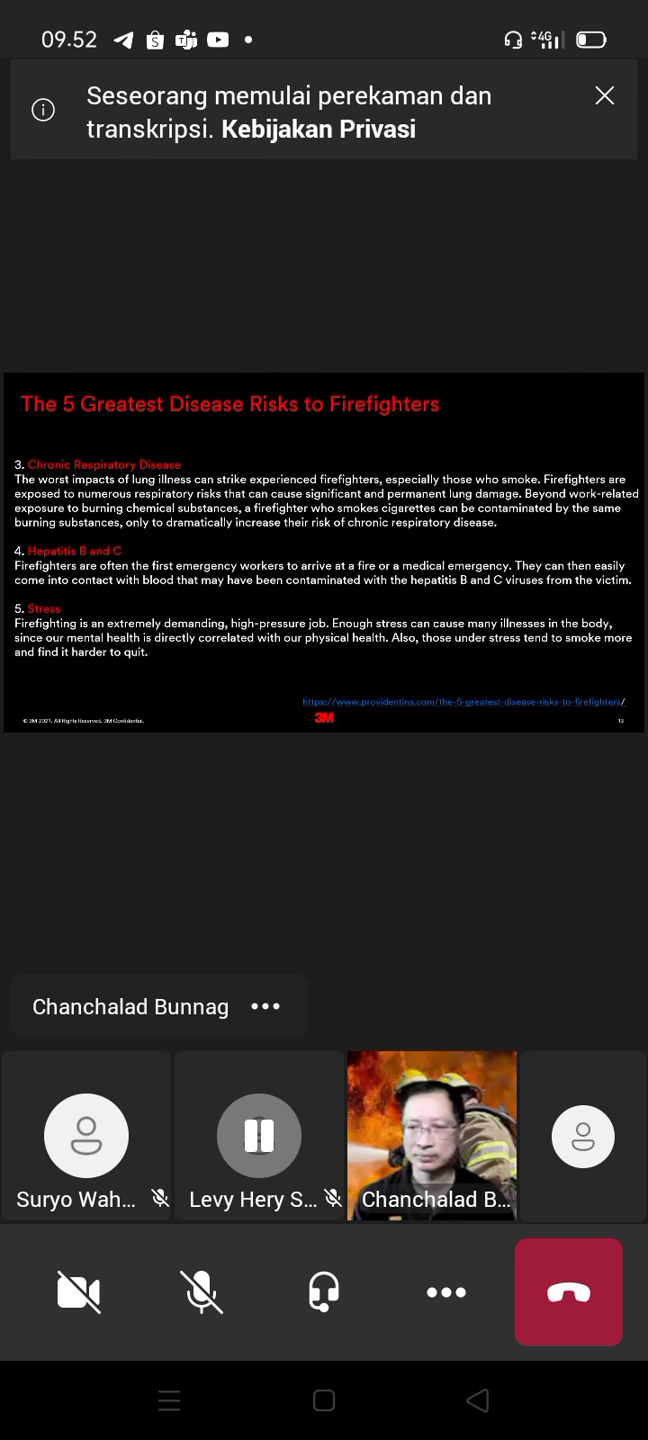 09.52
4G
Seseorang memulai perekaman dan
transkripsi. Kebijakan Privasi
The 5 Greatest Disease Risks to Firefighters
3. Chronic Respiratory Disease
The worst impacts of lung illness can strike experienced firefighters, especially those who smoke. Firefighters are
exposed to numerous respiratory risks that can cause significant and permanent lung damage. Beyond work-related
exposure to burning chemical substances, a firefighter who smokes cigarettes can be contaminated by the same
burning substances, only to dramatically increase their risk of chronic respiratory disease.
4. Hepatitis B and C
Firefighters are often the first emergency workers to arrive at a fire or a medical emergency. They can then easily
come into contact with blood that may have been contaminated with the hepatitis B and C viruses from the victim.
5. Stress
Firefighting is an extremely demanding, high-pressure job. Enough stress can cause many illnesses in the body,
since our mental health is directly correlated with our physical health. Also, those under stress tend to smoke more
and find it harder to quit.
https://www.providentins.com/the-5-greatest-disease-risks-to-firefighters/
© 3M 2021. All Rights Reserved. 3M Confidential.
3M
12
Chanchalad Bunnag
Suryo Wah...
Levy Hery S...
Chanchalad B...